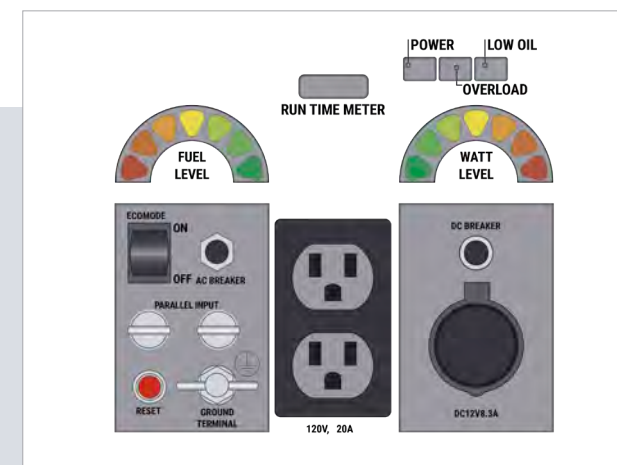 POWER
LOW OIL
OVERLOAD
RUN TIME METER
FUEL
LEVEL
WATT
LEVEL
ECOMODE
ON
OFF
AC BREAKER
PARALLEL INPUT
RESET
GROUND
TERMINAL
120V, 20A
DC BREAKER
DC12V8.3A